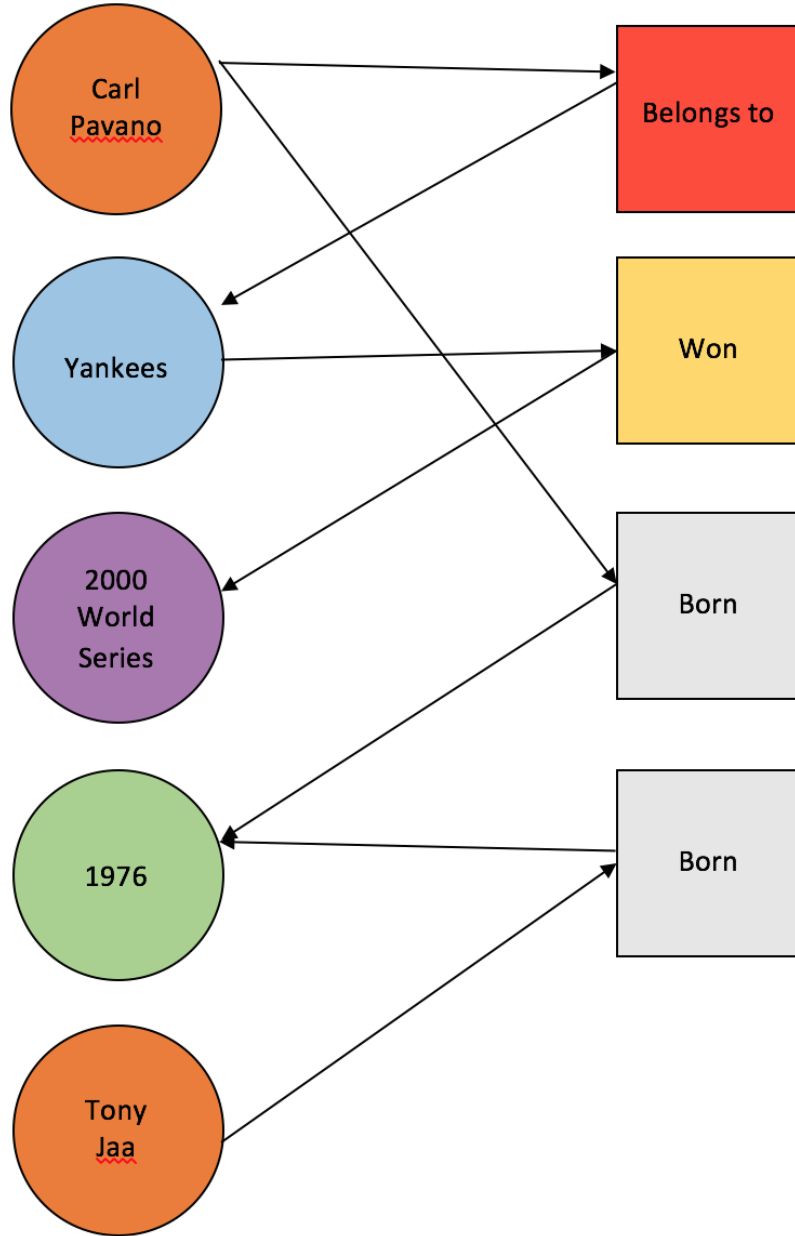 Carl
Pavano
Belongs to
Yankees
Won
2000
World
Series
Born
1976
Born
Tony
Jaa